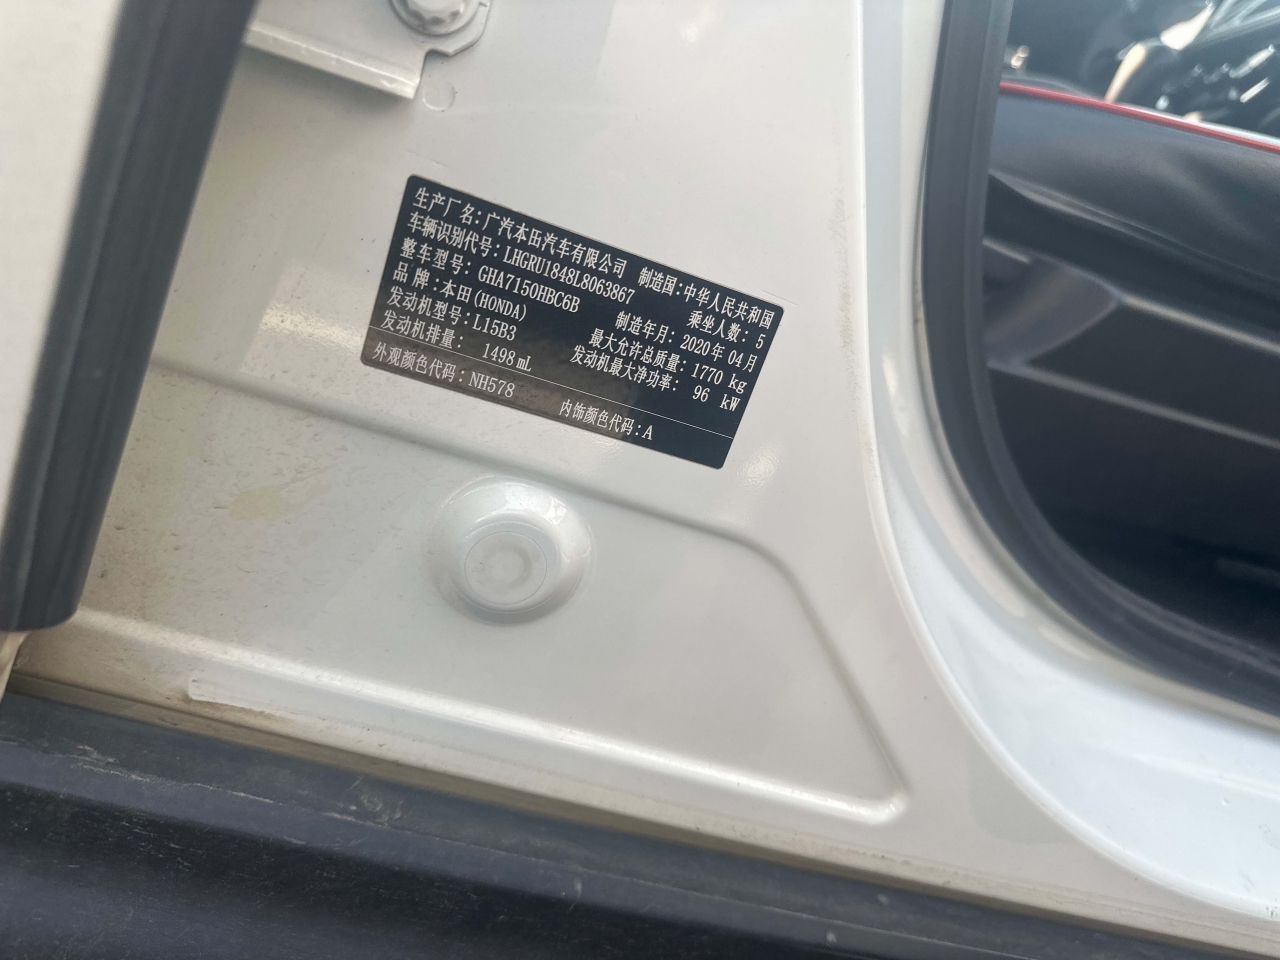 生产厂名:广汽本田汽车有限公司 制造国:中华人民共和国
车辆识别代号:LHGRU1848L8063867 乘坐人数:5
整车型号:GHA7150HBC6B 制造年月:2020年04月
品牌:本田(HONDA) 最大允许总质量:1770 kg
发动机型号:L15B3 发动机最大净功率:96 kW
发动机排量: 1498mL
外观颜色代码:NH578 内饰颜色代码:A